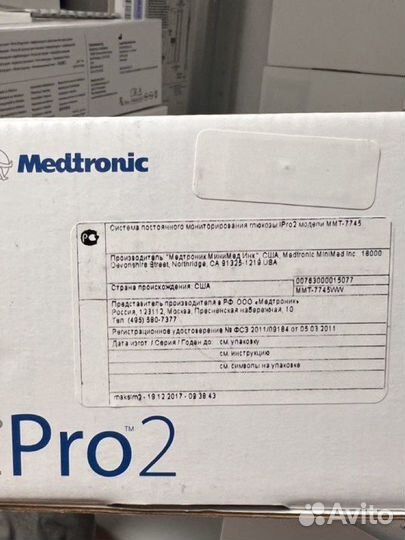 Medtronic
Система постоянного мониторирования глюкозы iPro2 модели MMT-7745
Производитель "Медтроник МиниМед Инк", США, Medtronic MiniMed Inc. 18000
Devonshire Street, Northridge, CA 91325-1219 USA
Страна происхождения: США
00763000015077
MMT-7745WW
Представитель производителя в РФ: ООО «Медтроник»
Россия, 123112, Москва, Пресненская набережная, 10
Тел. (495) 580-7377
Регистрационное удостоверение № ФСЗ 2011/09184 от 05.03.2011
Дата изгот. / Серия / Годен до:
см. упаковку
см. инструкцию
см. символы на упаковке
maksimg - 19.12.2017 - 09:38:43
iPro™2
Avito